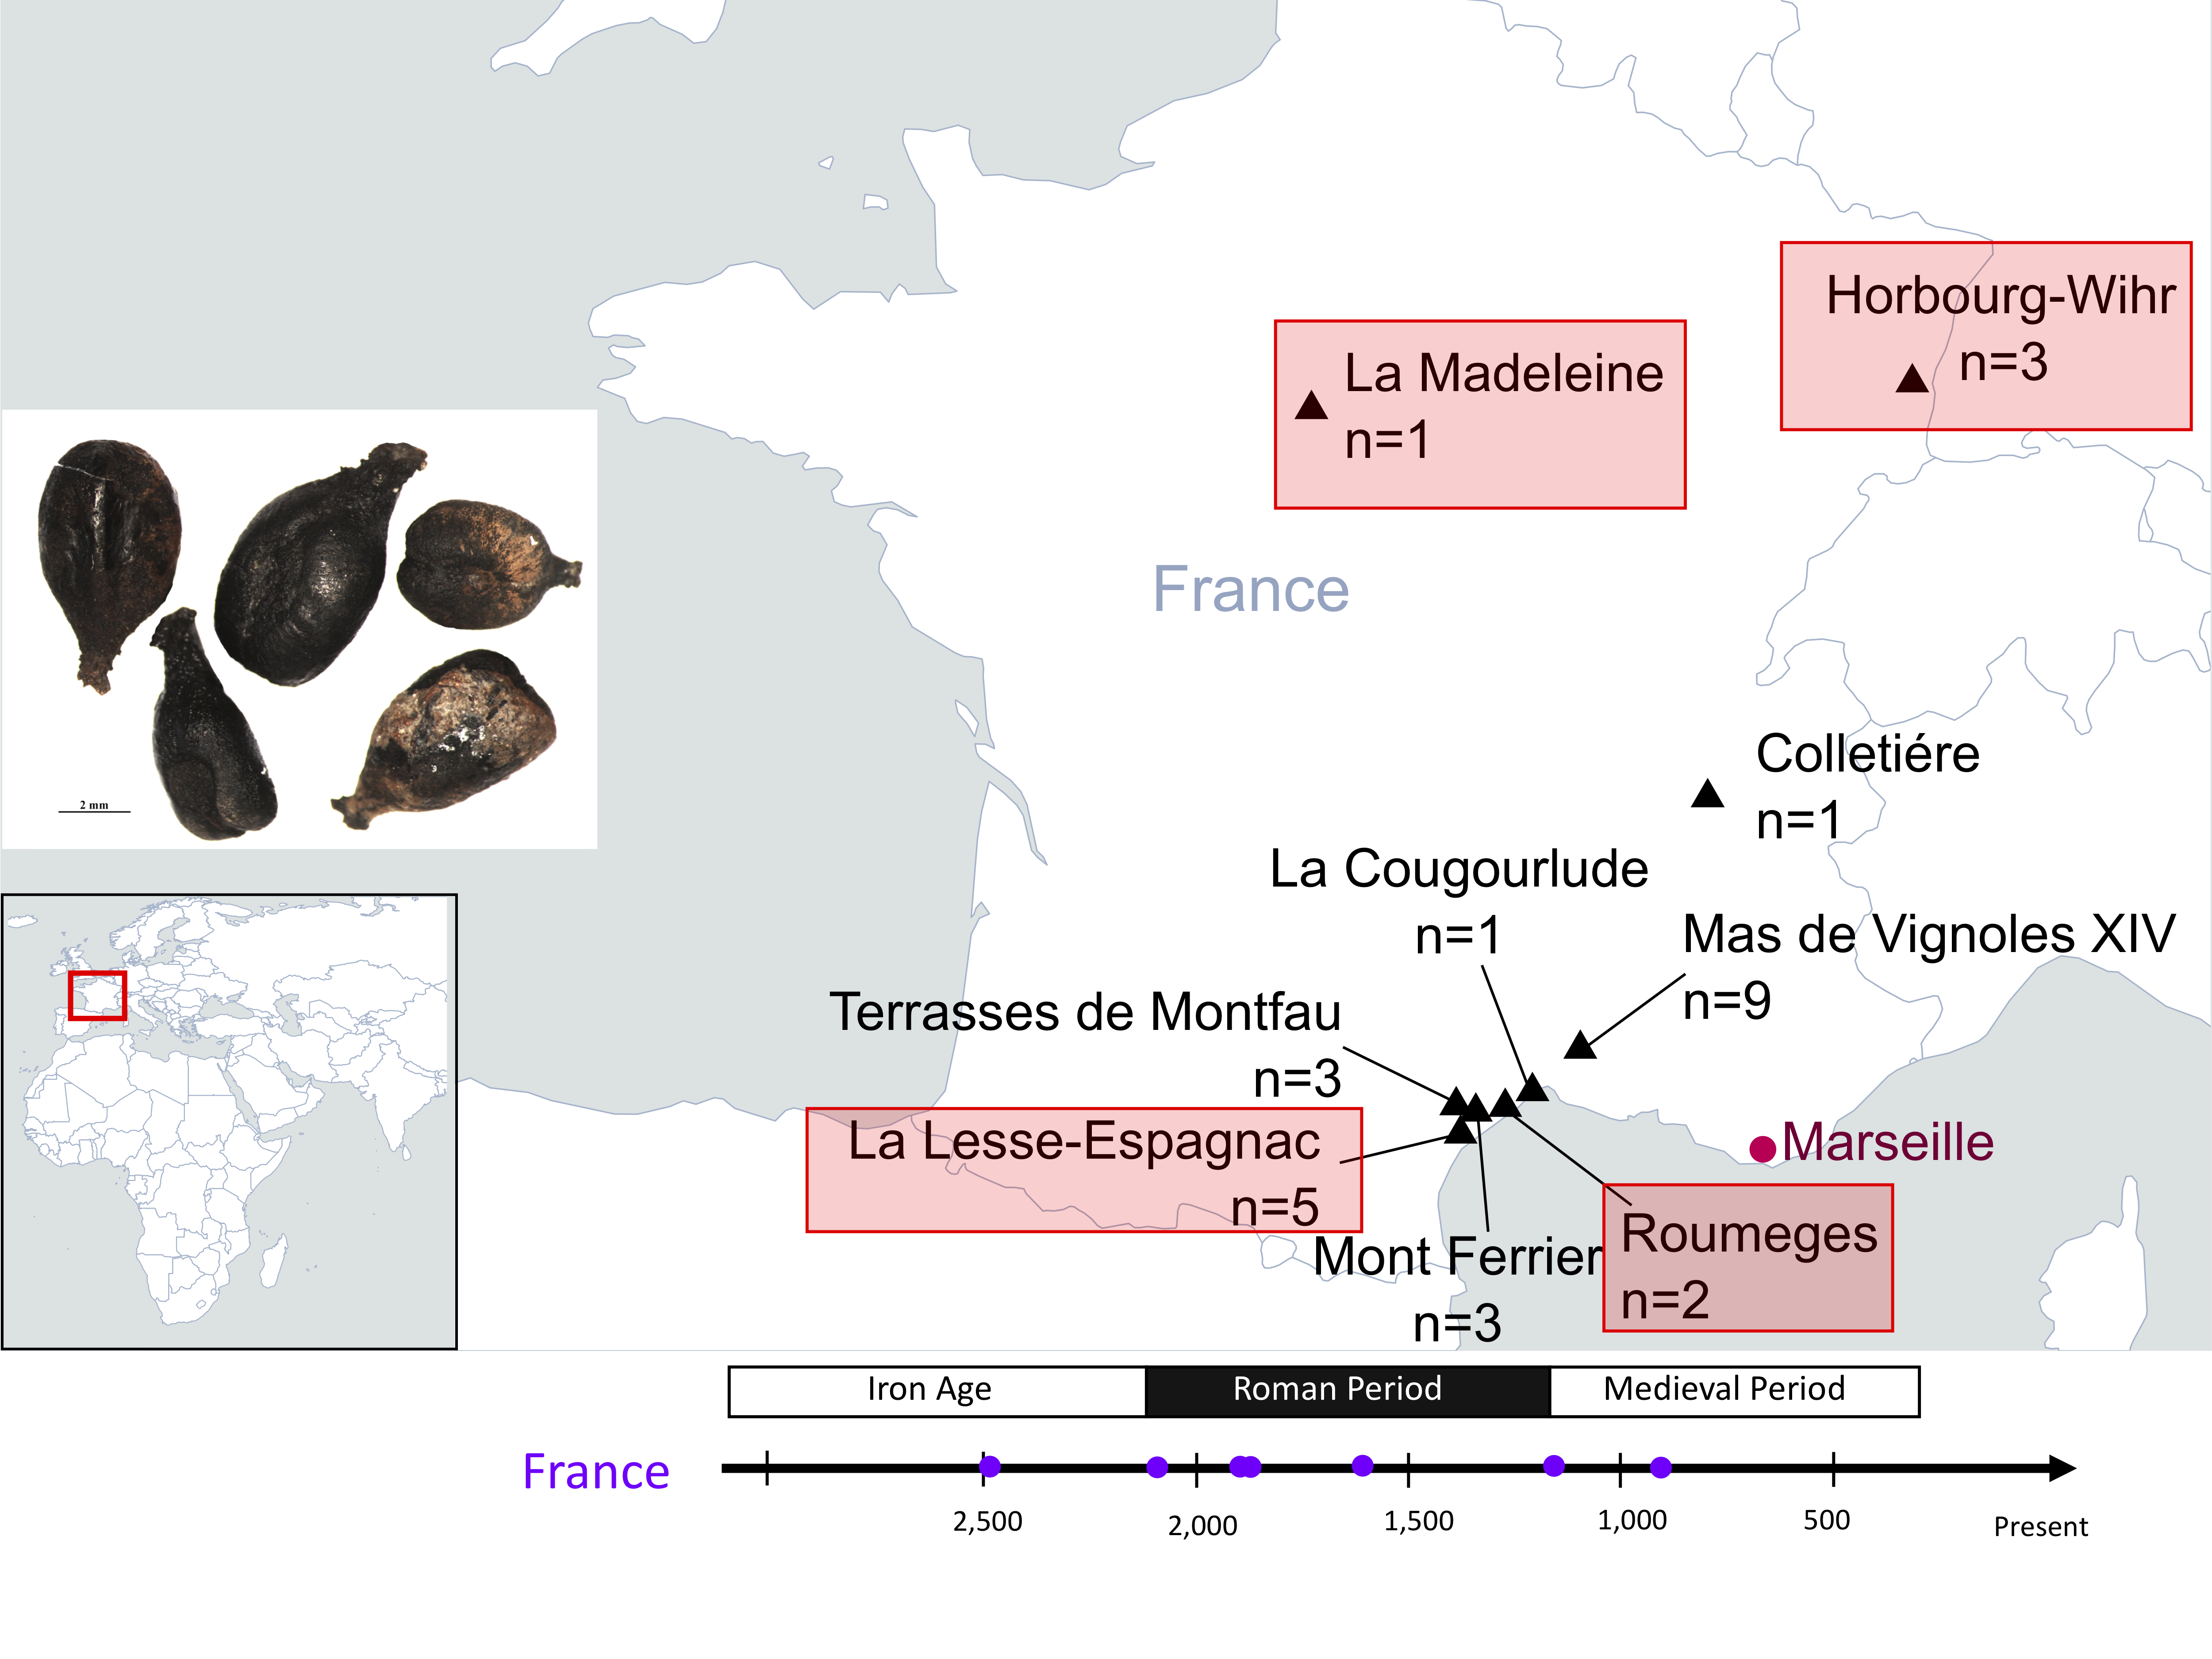 Horbourg-Wihr
n=3
La Madeleine
n=1
France
2 mm
Colletiére
n=1
La Cougourlude
n=1
Mas de Vignoles XIV
n=9
Terrasses de Montfau
n=3
La Lesse-Espagnac
n=5
Marseille
Roumeges
n=2
Mont Ferrier
n=3
Iron Age
Roman Period
Medieval Period
France
2,500
2,000
1,500
1,000
500
Present